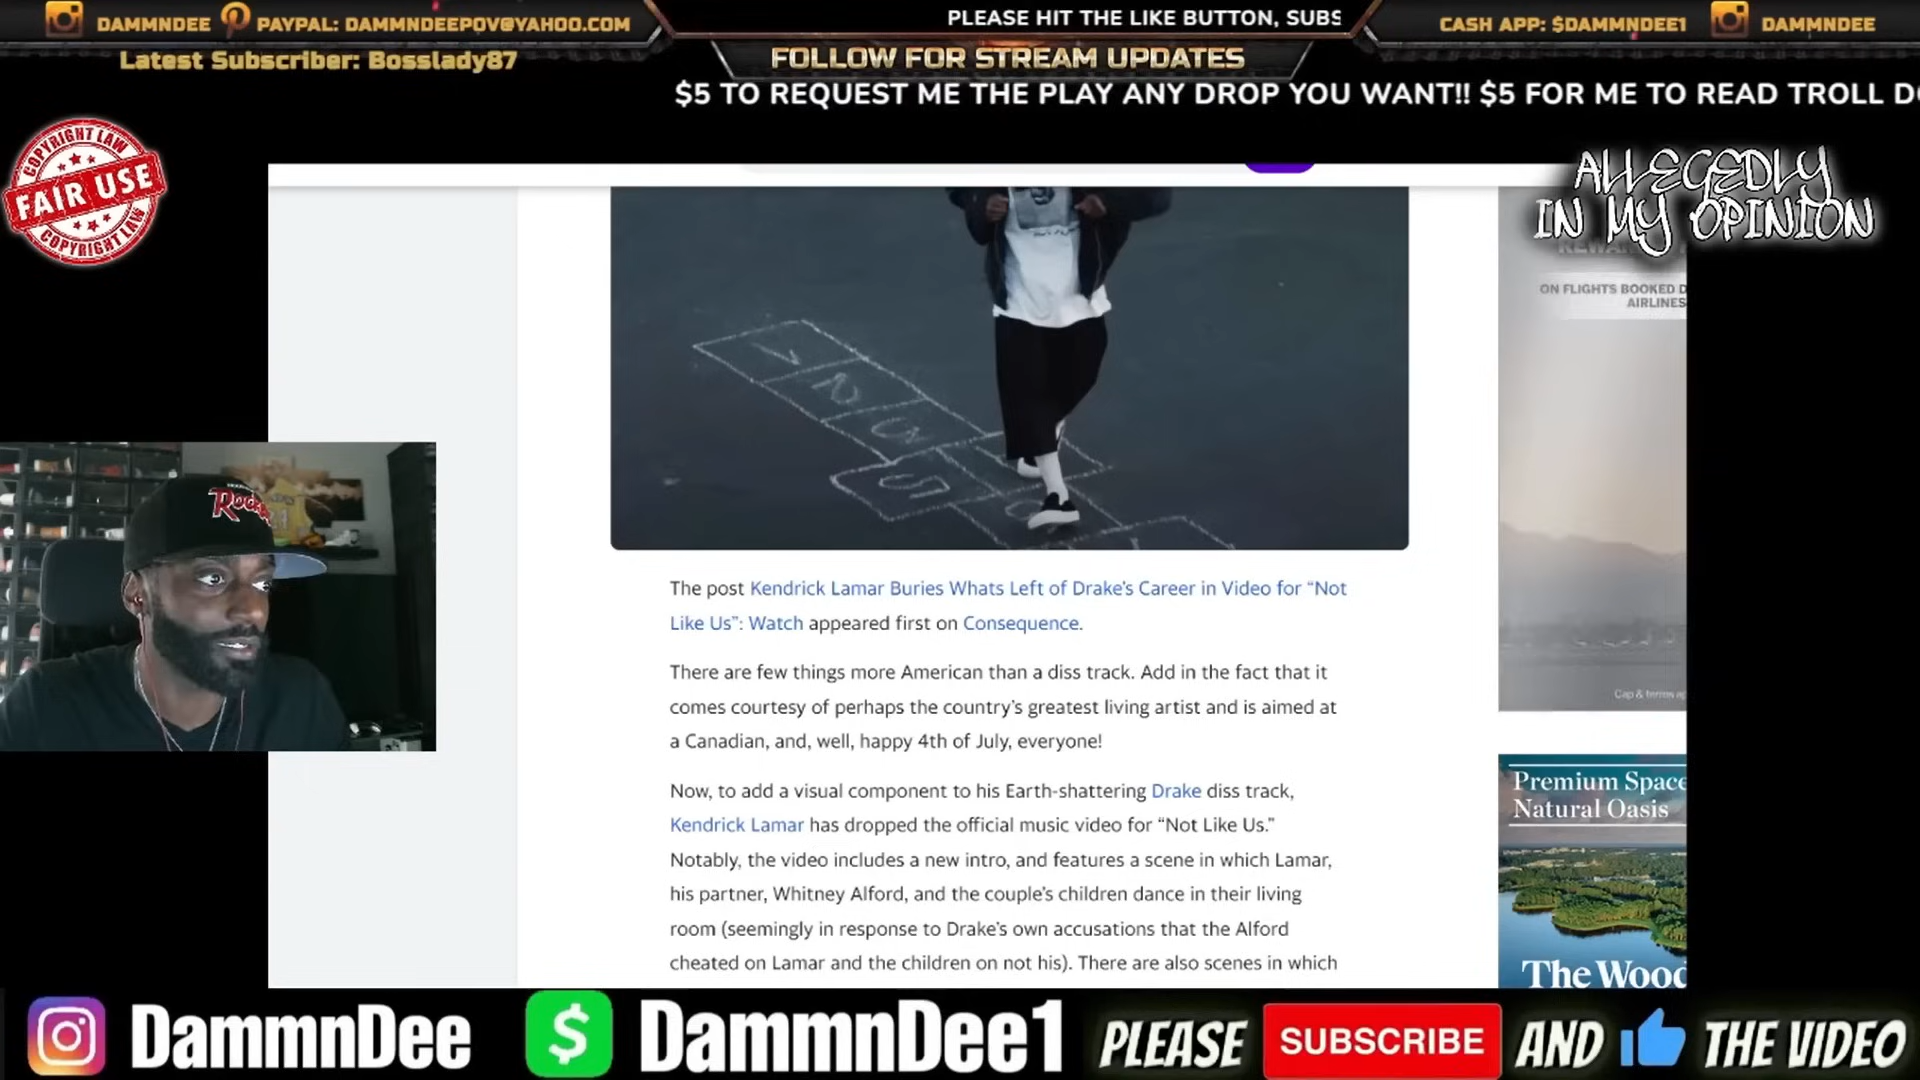 DAMMNDEE PAYPAL: DAMMNDEEPOV@YAHOO.COM
PLEASE HIT THE LIKE BUTTON, SUBS
CASH APP: $DAMMNDEE1 DAMMNDEE
Latest Subscriber: Bosslady87
FOLLOW FOR STREAM UPDATES
$5 TO REQUEST ME THE PLAY ANY DROP YOU WANT!! $5 FOR ME TO READ TROLL
COPYRIGHT LAW
FAIR USE
COPYRIGHT LAW
ALLEGEDLY
IN MY OPINION
ON FLIGHTS BOOKED
AIRLINES
The post Kendrick Lamar Buries Whats Left of Drake's Career in Video for “Not
Like Us”: Watch appeared first on Consequence.
There are few things more American than a diss track. Add in the fact that it
comes courtesy of perhaps the country's greatest living artist and is aimed at
a Canadian, and, well, happy 4th of July, everyone!
Now, to add a visual component to his Earth-shattering Drake diss track,
Kendrick Lamar has dropped the official music video for “Not Like Us.”
Notably, the video includes a new intro, and features a scene in which Lamar,
his partner, Whitney Alford, and the couple's children dance in their living
room (seemingly in response to Drake's own accusations that the Alford
cheated on Lamar and the children on not his). There are also scenes in which
Premium Space
Natural Oasis
The Wood
DammnDee
$ DammnDee1
PLEASE SUBSCRIBE AND THE VIDEO